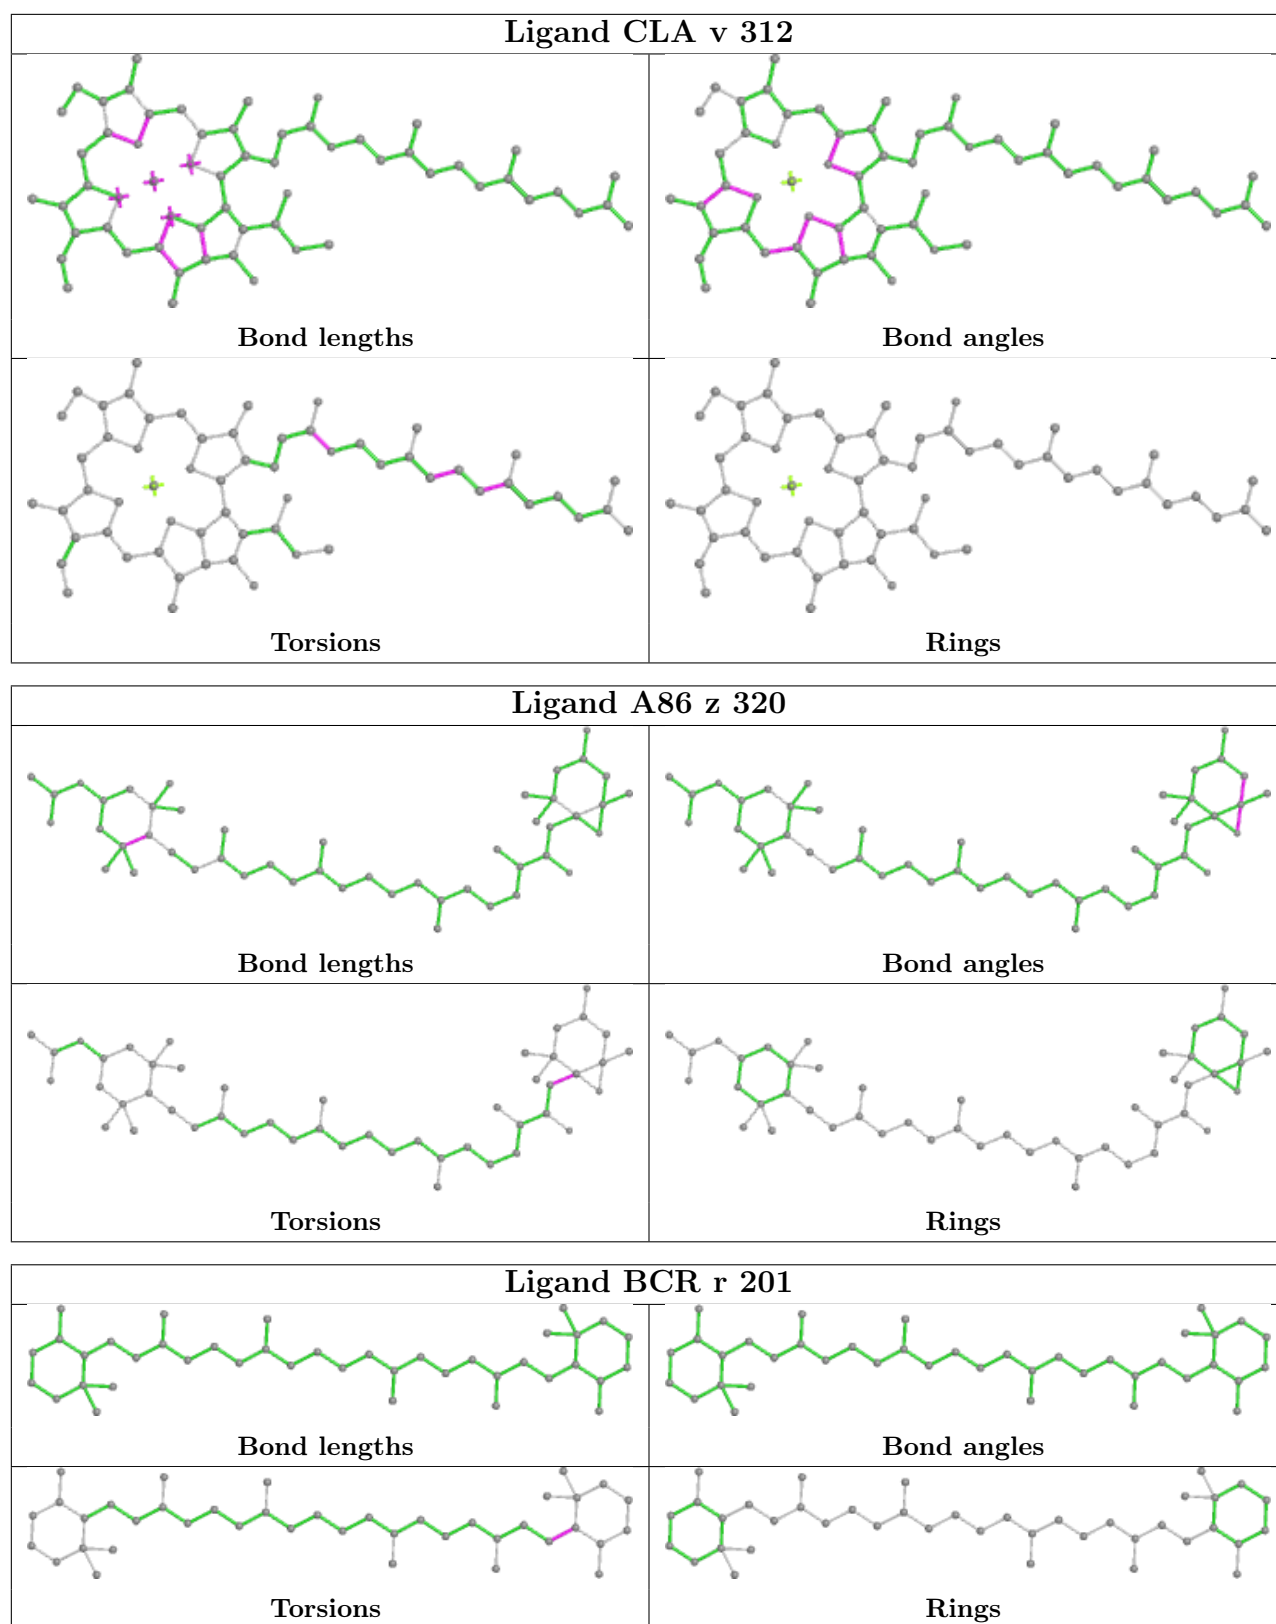 Ligand CLA v 312
Bond lengths
Bond angles
Torsions
Rings
Ligand A86 z 320
Bond lengths
Bond angles
Torsions
Rings
Ligand BCR r 201
Bond lengths
Bond angles
Torsions
Rings